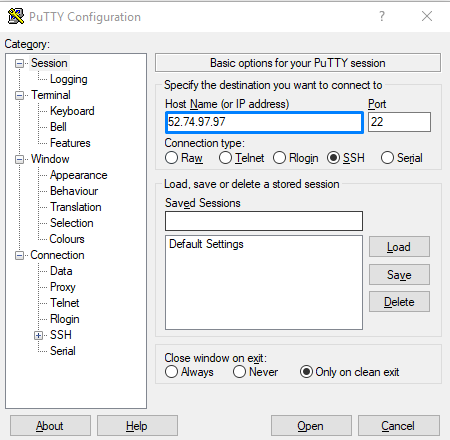 PuTTY Configuration
?
Category:
Session
Logging
Terminal
Keyboard
Bell
Features
Window
Appearance
Behaviour
Translation
Selection
Colours
Connection
Data
Proxy
Telnet
Rlogin
SSH
Serial
Basic options for your PuTTY session
Specify the destination you want to connect to
Host Name (or IP address) Port
52.74.97.97 22
Connection type:
Raw Telnet Rlogin SSH Serial
Load, save or delete a stored session
Saved Sessions
Default Settings
Load
Save
Delete
Close window on exit:
Always Never Only on clean exit
About Help Open Cancel